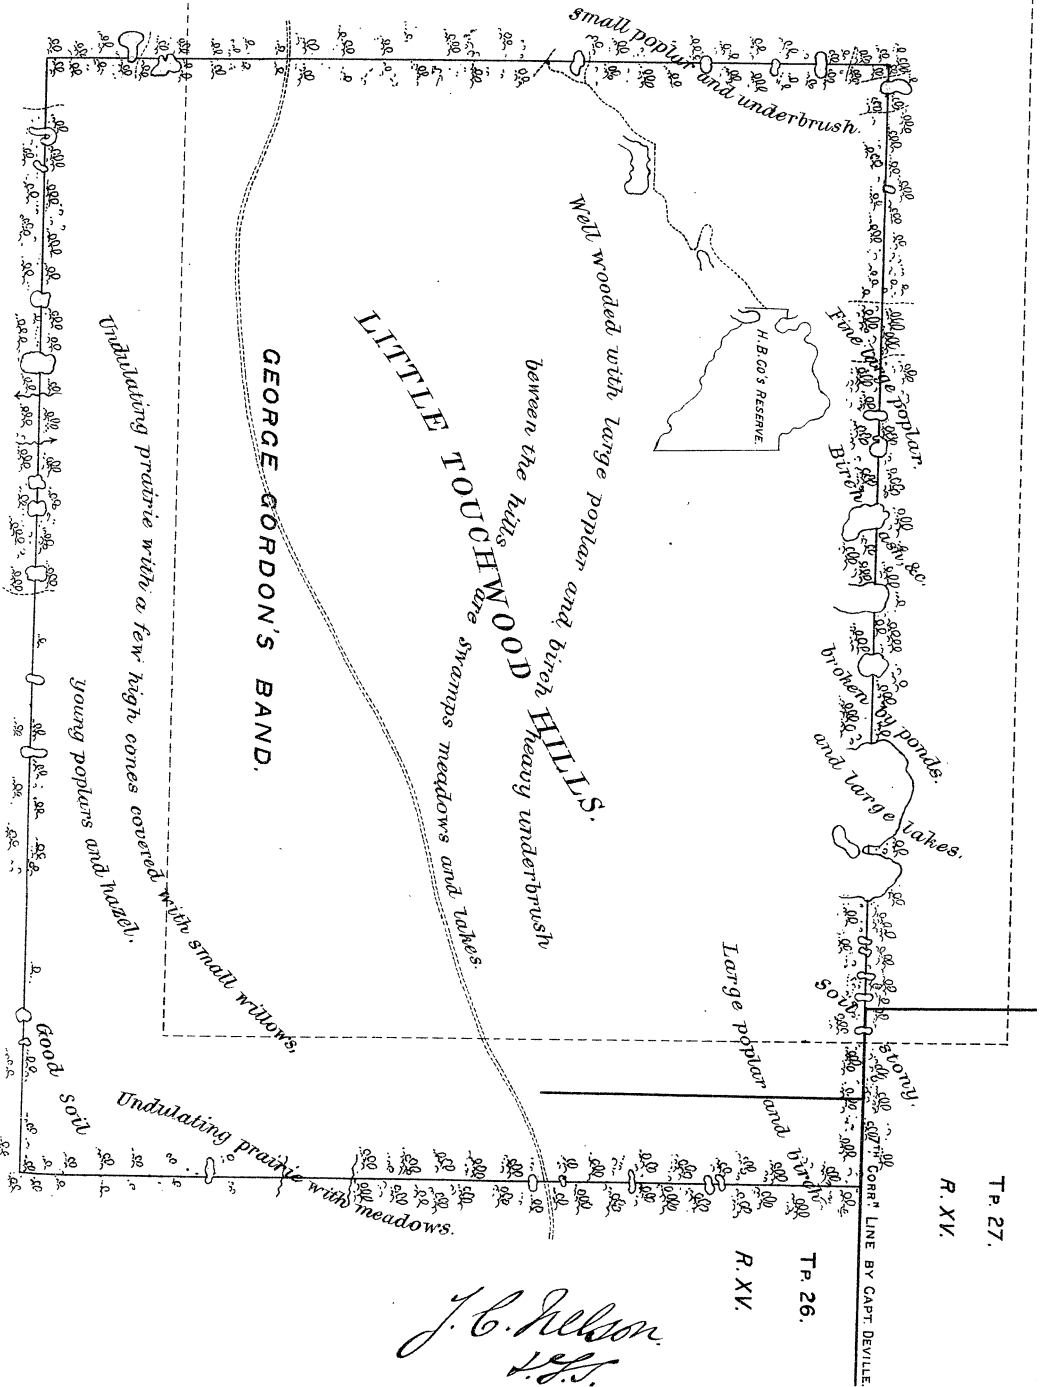 small poplar and underbrush.
Fine large poplar.
Birch ash, &c.
broken by ponds.
and large lakes.
Soil stony.
"Corrn" Line by Capt. Deville.
Tp. 27.
R. XV.
Tp. 26.
R. XV.
H.B.Co's Reserve.
Well wooded with large poplar and birch heavy underbrush
beween the hills are swamps meadows and lakes.
LITTLE TOUCHWOOD HILLS.
Large poplar and birch
GEORGE GORDON'S BAND.
Undulating prairie with a few high cones covered with small willows,
young poplars and hazel.
Good Soil
Undulating prairie with meadows.
J. C. Nelson.